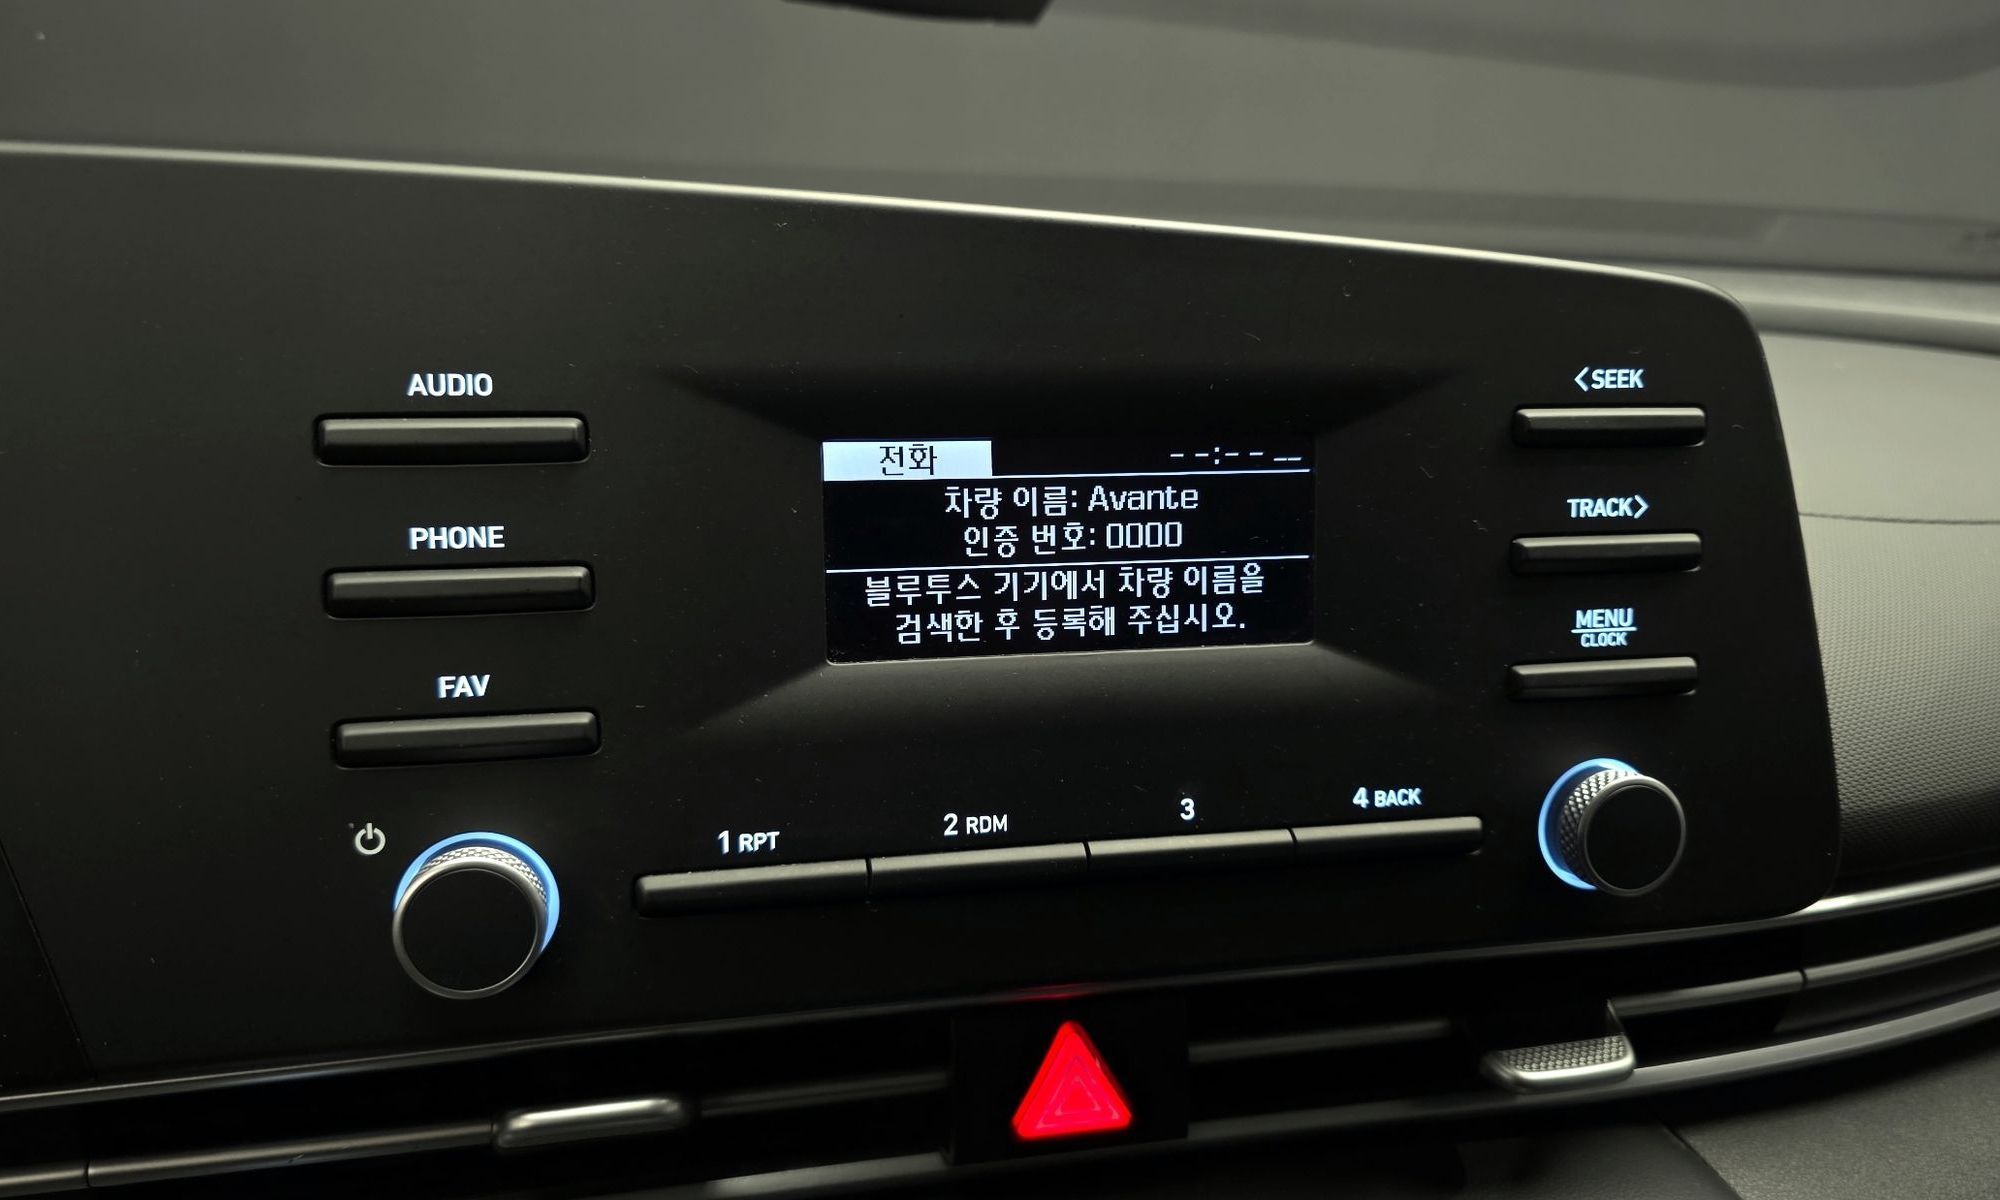 AUDIO
PHONE
FAV
전화 --:-- --
차량 이름: Avante
인증 번호: 0000
블루투스 기기에서 차량 이름을
검색한 후 등록해 주십시오.
<SEEK
TRACK>
MENU
CLOCK
1 RPT
2 RDM
3
4 BACK